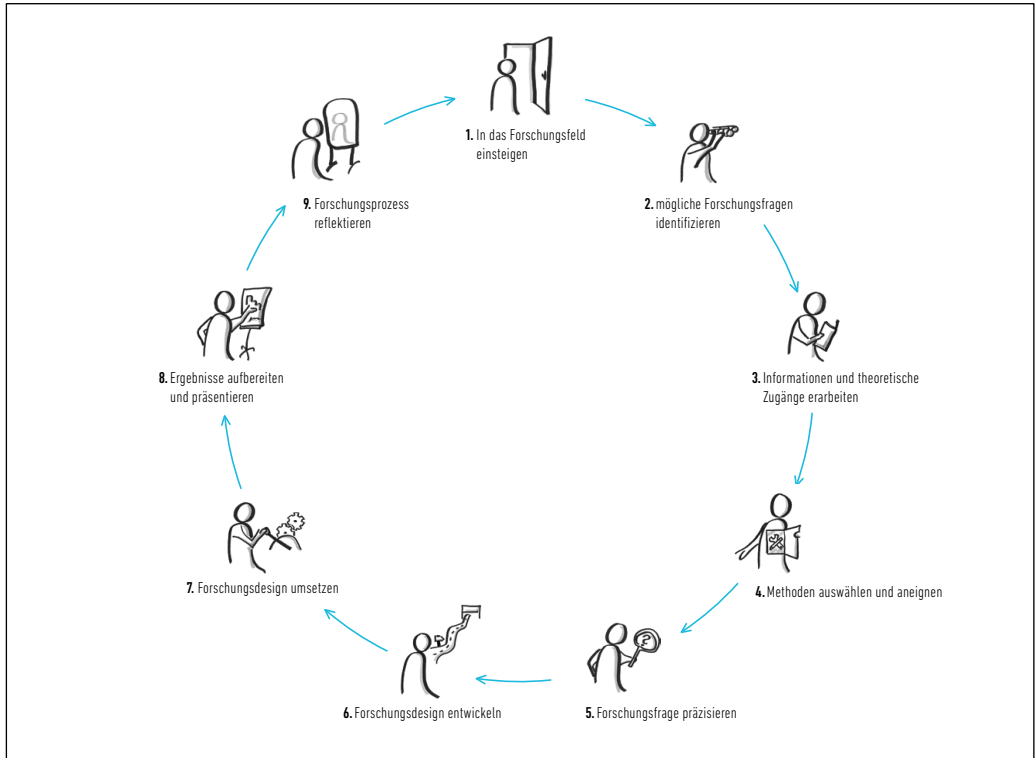 1. In das Forschungsfeld
einsteigen
2. mögliche Forschungsfragen
identifizieren
3. Informationen und theoretische
Zugänge erarbeiten
4. Methoden auswählen und aneignen
5. Forschungsfrage präzisieren
?
6. Forschungsdesign entwickeln
7. Forschungsdesign umsetzen
8. Ergebnisse aufbereiten
und präsentieren
9. Forschungsprozess
reflektieren